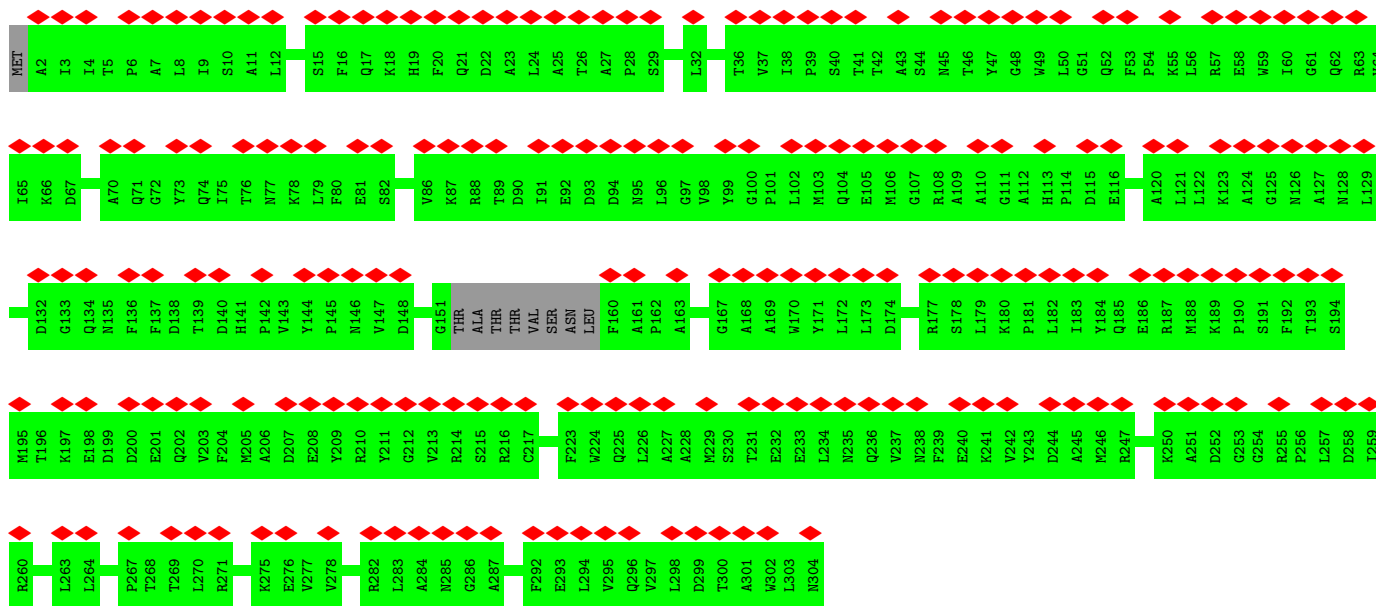 MET A2 I3 I4 T5 P6 A7 L8 I9 S10 A11 L12 S15 F16 Q17 K18 H19 F20 Q21 D22 A23 L24 A25 T26 A27 P28 S29 L32 T36 V37 I38 P39 S40 T41 T42 A43 S44 N45 T46 Y47 G48 W49 L50 G51 Q52 F53 P54 K55 L56 R57 E58 W59 I60 G61 Q62 R63
I65 K66 D67 A70 Q71 G72 Y73 Q74 I75 T76 N77 K78 L79 F80 E81 S82 V86 K87 R88 T89 D90 I91 E92 D93 D94 N95 L96 G97 V98 Y99 G100 P101 L102 M103 Q104 E105 M106 G107 R108 A109 A110 G111 A112 H113 P114 D115 E116 A120 L121 L122 K123 A124 G125 N126 A127 N128 L129
D132 G133 Q134 N135 F136 F137 D138 T139 D140 H141 P142 V143 Y144 P145 N146 V147 D148 G151 THR ALA THR THR VAL SER ASN LEU F160 A161 P162 A163 G167 A168 A169 W170 Y171 L172 L173 D174 R177 S178 L179 K180 P181 L182 I183 Y184 Q185 E186 R187 M188 K189 P190 S191 F192 T193 S194
M195 T196 K197 E198 D199 D200 E201 Q202 V203 F204 M205 A206 D207 E208 Y209 R210 Y211 G212 V213 R214 S215 R216 C217 F223 W224 Q225 L226 A227 A228 M229 S230 T231 E232 E233 L234 N235 Q236 V237 N238 F239 E240 K241 V242 Y243 D244 A245 M246 R247 K250 A251 D252 G253 G254 R255 P256 L257 D258 I259
R260 L263 L264 P267 T268 T269 L270 R271 K275 E276 V277 V278 R282 L283 A284 N285 G286 A287 F292 E293 L294 V295 Q296 V297 L298 D299 T300 A301 W302 L303 N304